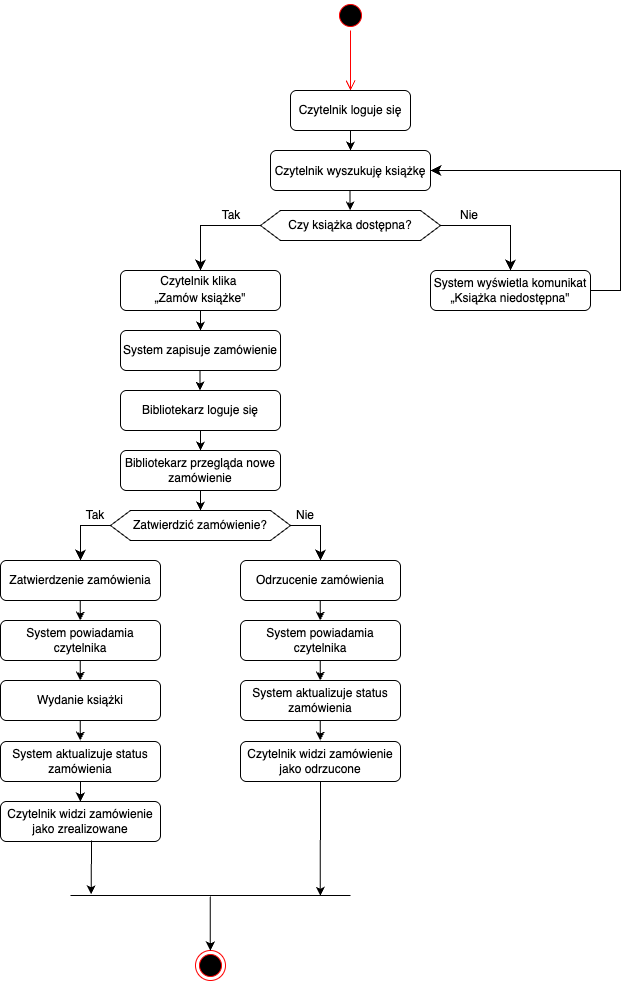 Czytelnik loguje się
Czytelnik wyszukuję książkę
Czy książka dostępna?
Tak
Nie
Czytelnik klika
„Zamów książke"
System wyświetla komunikat
„Książka niedostępna"
System zapisuje zamówienie
Bibliotekarz loguje się
Bibliotekarz przegląda nowe
zamówienie
Zatwierdzić zamówienie?
Tak
Nie
Zatwierdzenie zamówienia
Odrzucenie zamówienia
System powiadamia
czytelnika
System powiadamia
czytelnika
Wydanie książki
System aktualizuje status
zamówienia
System aktualizuje status
zamówienia
Czytelnik widzi zamówienie
jako odrzucone
Czytelnik widzi zamówienie
jako zrealizowane